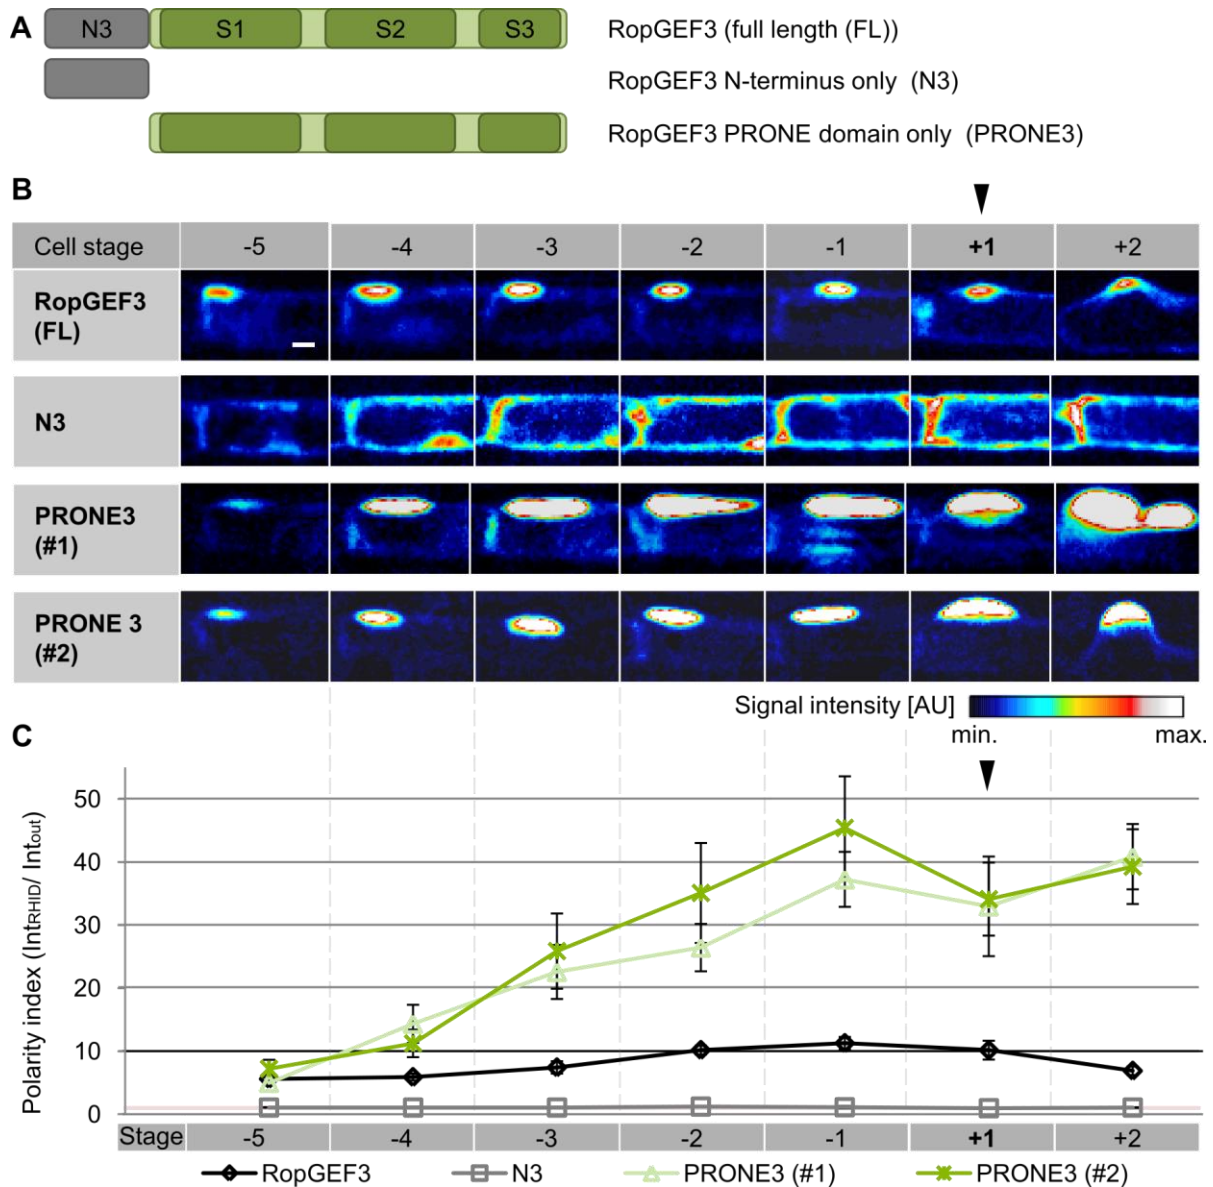 A
N3 S1 S2 S3 RopGEF3 (full length (FL))
RopGEF3 N-terminus only (N3)
RopGEF3 PRONE domain only (PRONE3)
B
Cell stage -5 -4 -3 -2 -1 +1 +2
RopGEF3
(FL)
N3
PRONE3
(#1)
PRONE 3
(#2)
Signal intensity [AU]
min. max.
C
Polarity index (IntRHID/ Intout)
50
40
30
20
10
0
Stage -5 -4 -3 -2 -1 +1 +2
RopGEF3 N3 PRONE3 (#1) PRONE3 (#2)